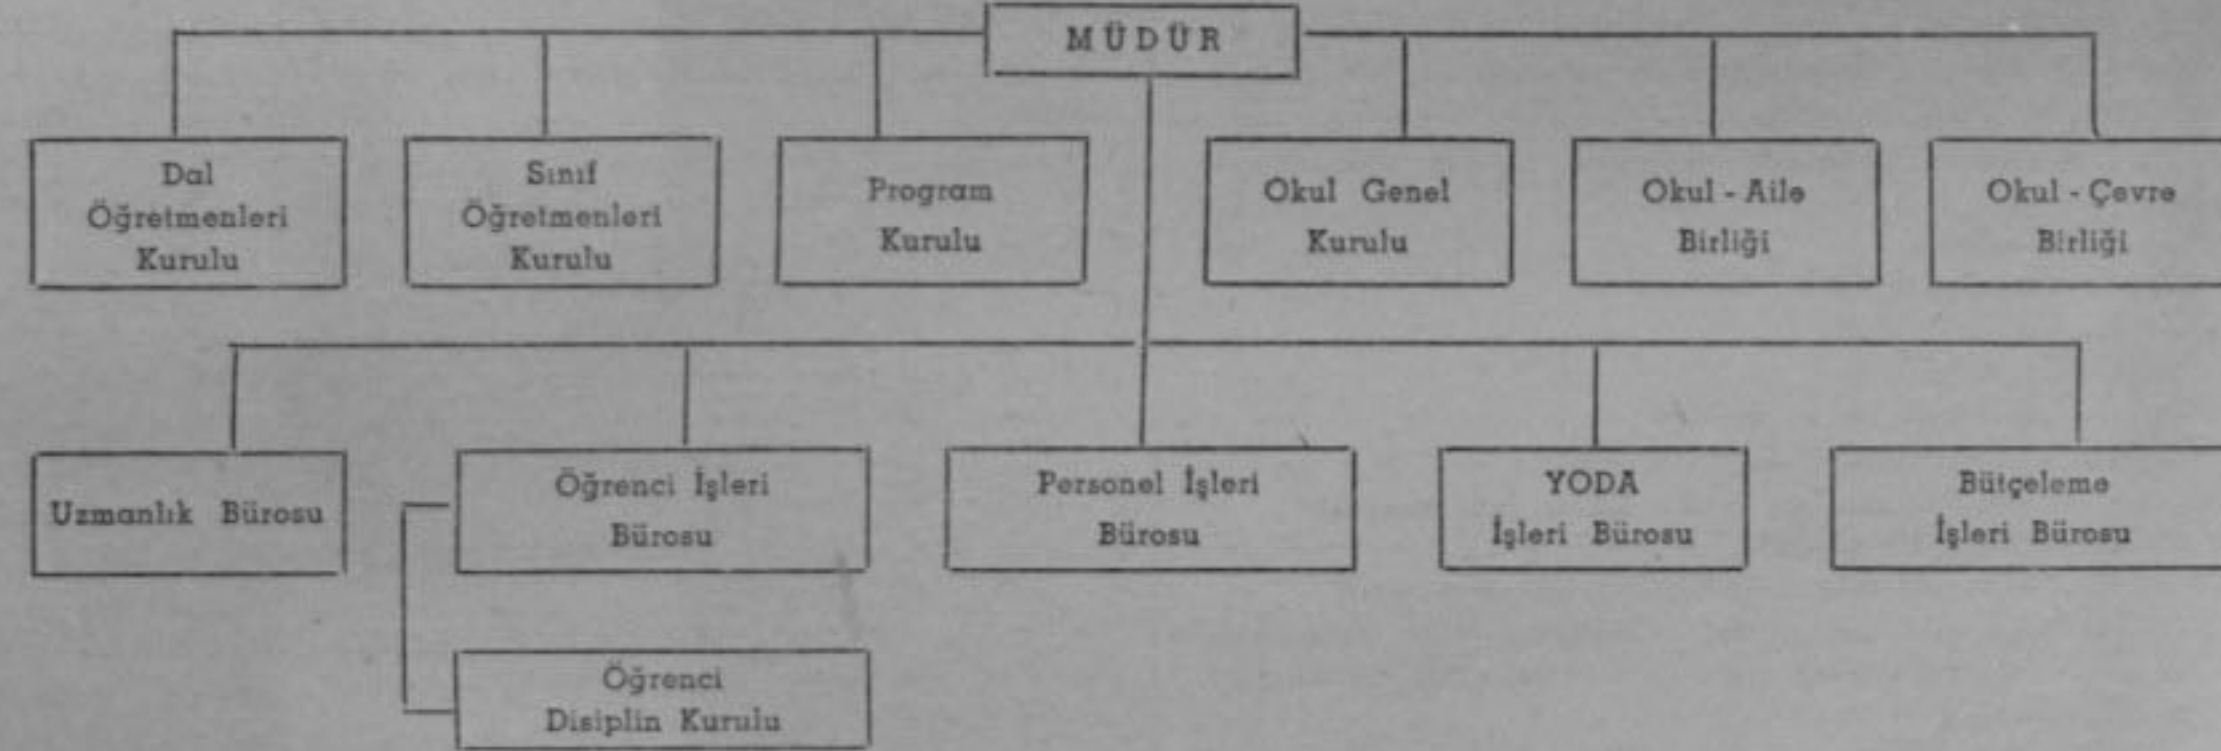 MÜDÜR
Dal
Öğretmenleri
Kurulu
Sınıf
Öğretmenleri
Kurulu
Program
Kurulu
Okul Genel
Kurulu
Okul - Aile
Birliği
Okul - Çevre
Birliği
Uzmanlık Bürosu
Öğrenci İşleri
Bürosu
Personel İşleri
Bürosu
YODA
İşleri Bürosu
Bütçeleme
İşleri Bürosu
Öğrenci
Disiplin Kurulu